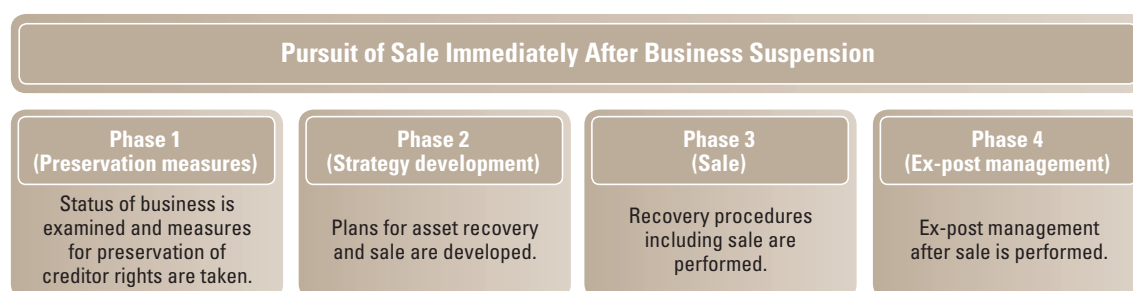 Pursuit of Sale Immediately After Business Suspension
Phase 1
(Preservation measures)
Status of business is
examined and measures
for preservation of
creditor rights are taken.
Phase 2
(Strategy development)
Plans for asset recovery
and sale are developed.
Phase 3
(Sale)
Recovery procedures
including sale are
performed.
Phase 4
(Ex-post management)
Ex-post management
after sale is performed.